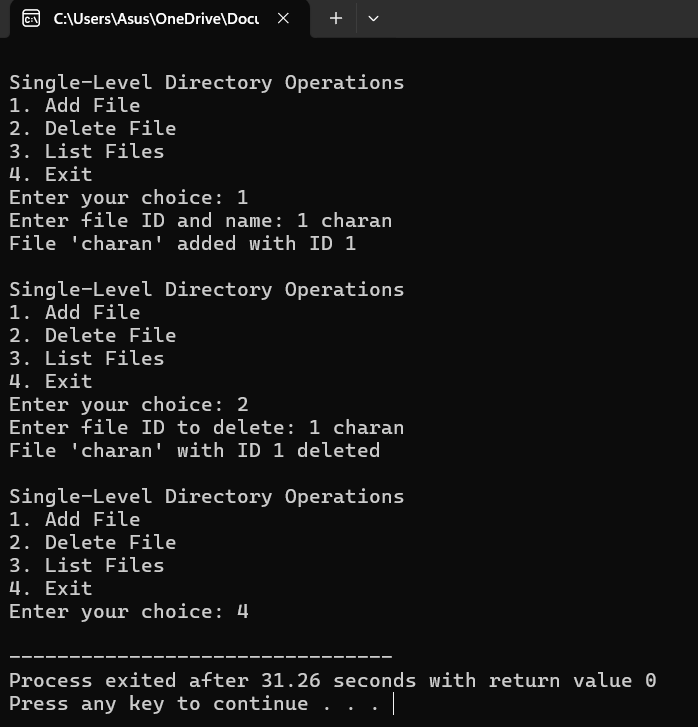 C:\Users\Asus\OneDrive\Docu
Single-Level Directory Operations
1. Add File
2. Delete File
3. List Files
4. Exit
Enter your choice: 1
Enter file ID and name: 1 charan
File 'charan' added with ID 1
Single-Level Directory Operations
1. Add File
2. Delete File
3. List Files
4. Exit
Enter your choice: 2
Enter file ID to delete: 1 charan
File 'charan' with ID 1 deleted
Single-Level Directory Operations
1. Add File
2. Delete File
3. List Files
4. Exit
Enter your choice: 4
--------------------------------
Process exited after 31.26 seconds with return value 0
Press any key to continue . . .